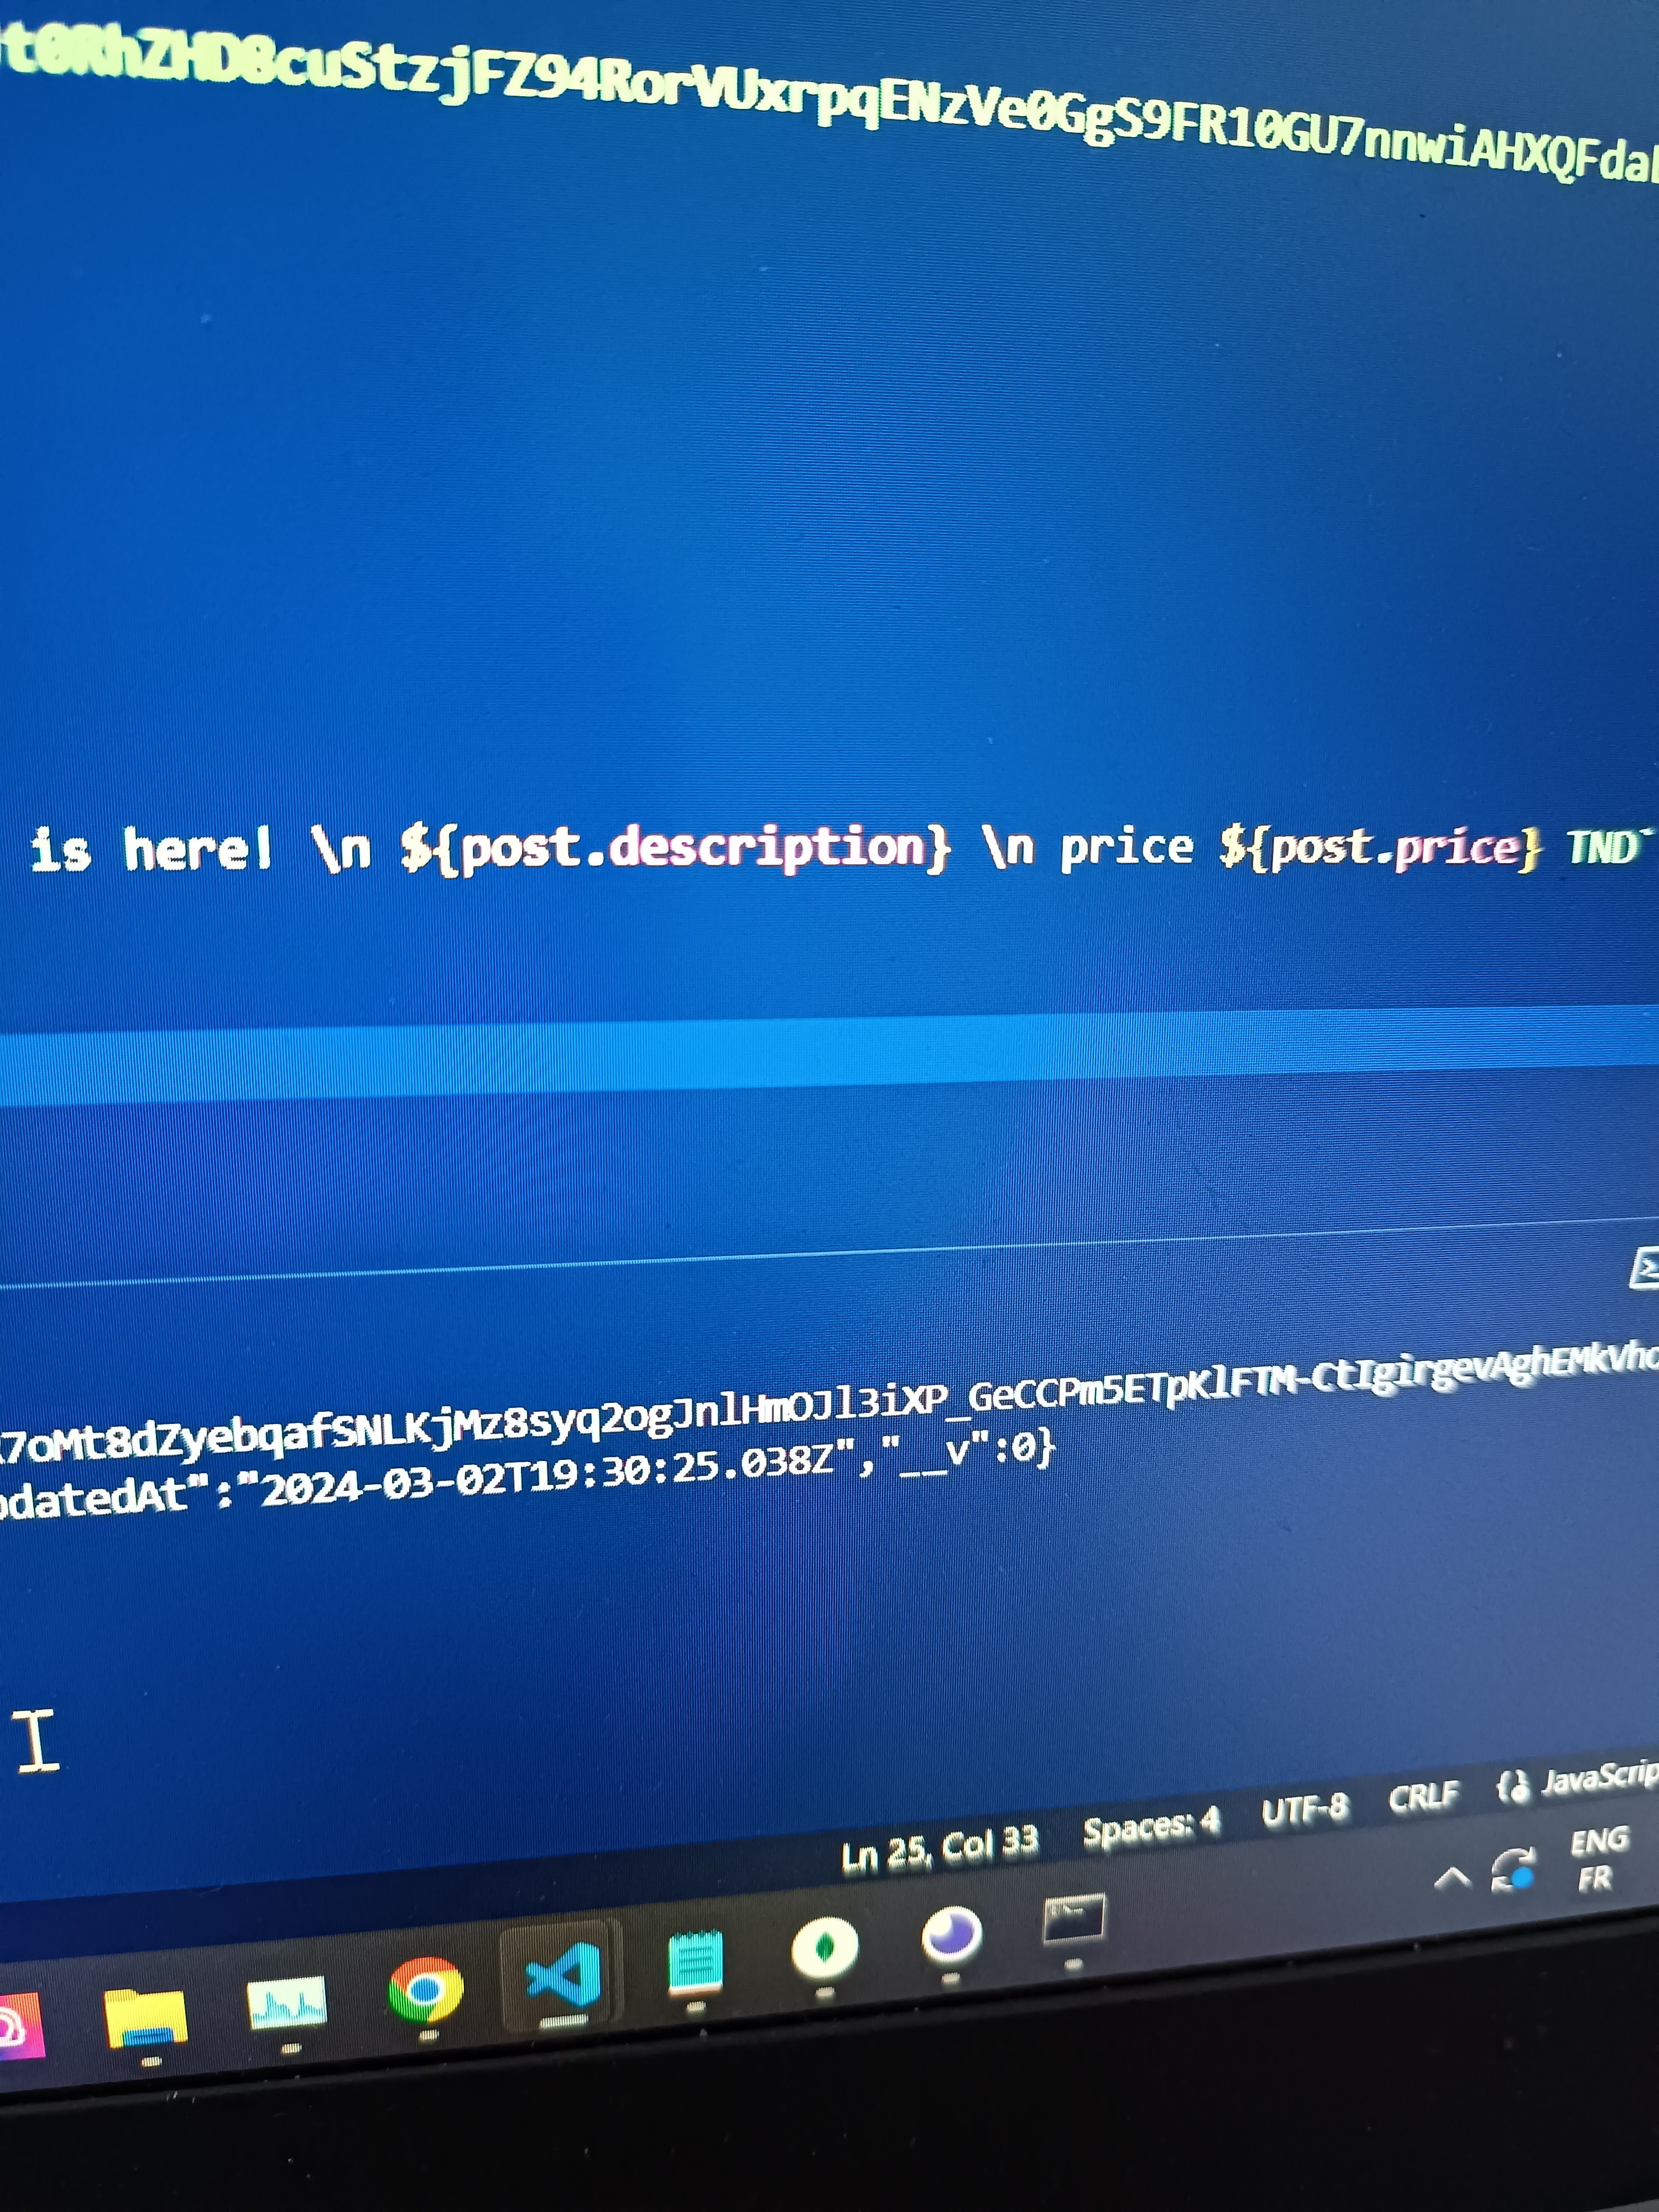 t0RhZHD8cuStzjFZ94RorVUxrpqENzVe0GgS9FR10GU7nnwiAHXQFda
is here! \n ${post.description} \n price ${post.price} TND`
7oMt8dZyebqafSNLKjMz8syq2ogJnlHmOJl3iXP_GeCCPm5ETpKlFTM-CtIgirgevAghEMkVho
pdatedAt":"2024-03-02T19:30:25.038Z","__v":0}
Ln 25, Col 33 Spaces: 4 UTF-8 CRLF {} JavaScrip
ENG
FR